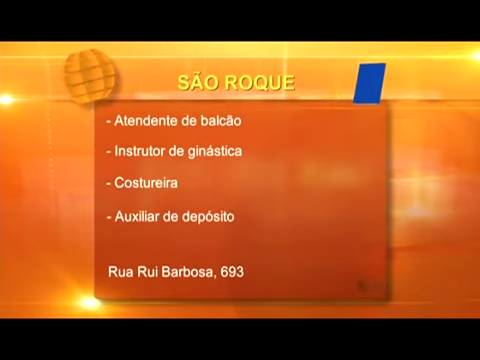 SÃO ROQUE
- Atendente de balcão
- Instrutor de ginástica
- Costureira
- Auxiliar de depósito
Rua Rui Barbosa, 693